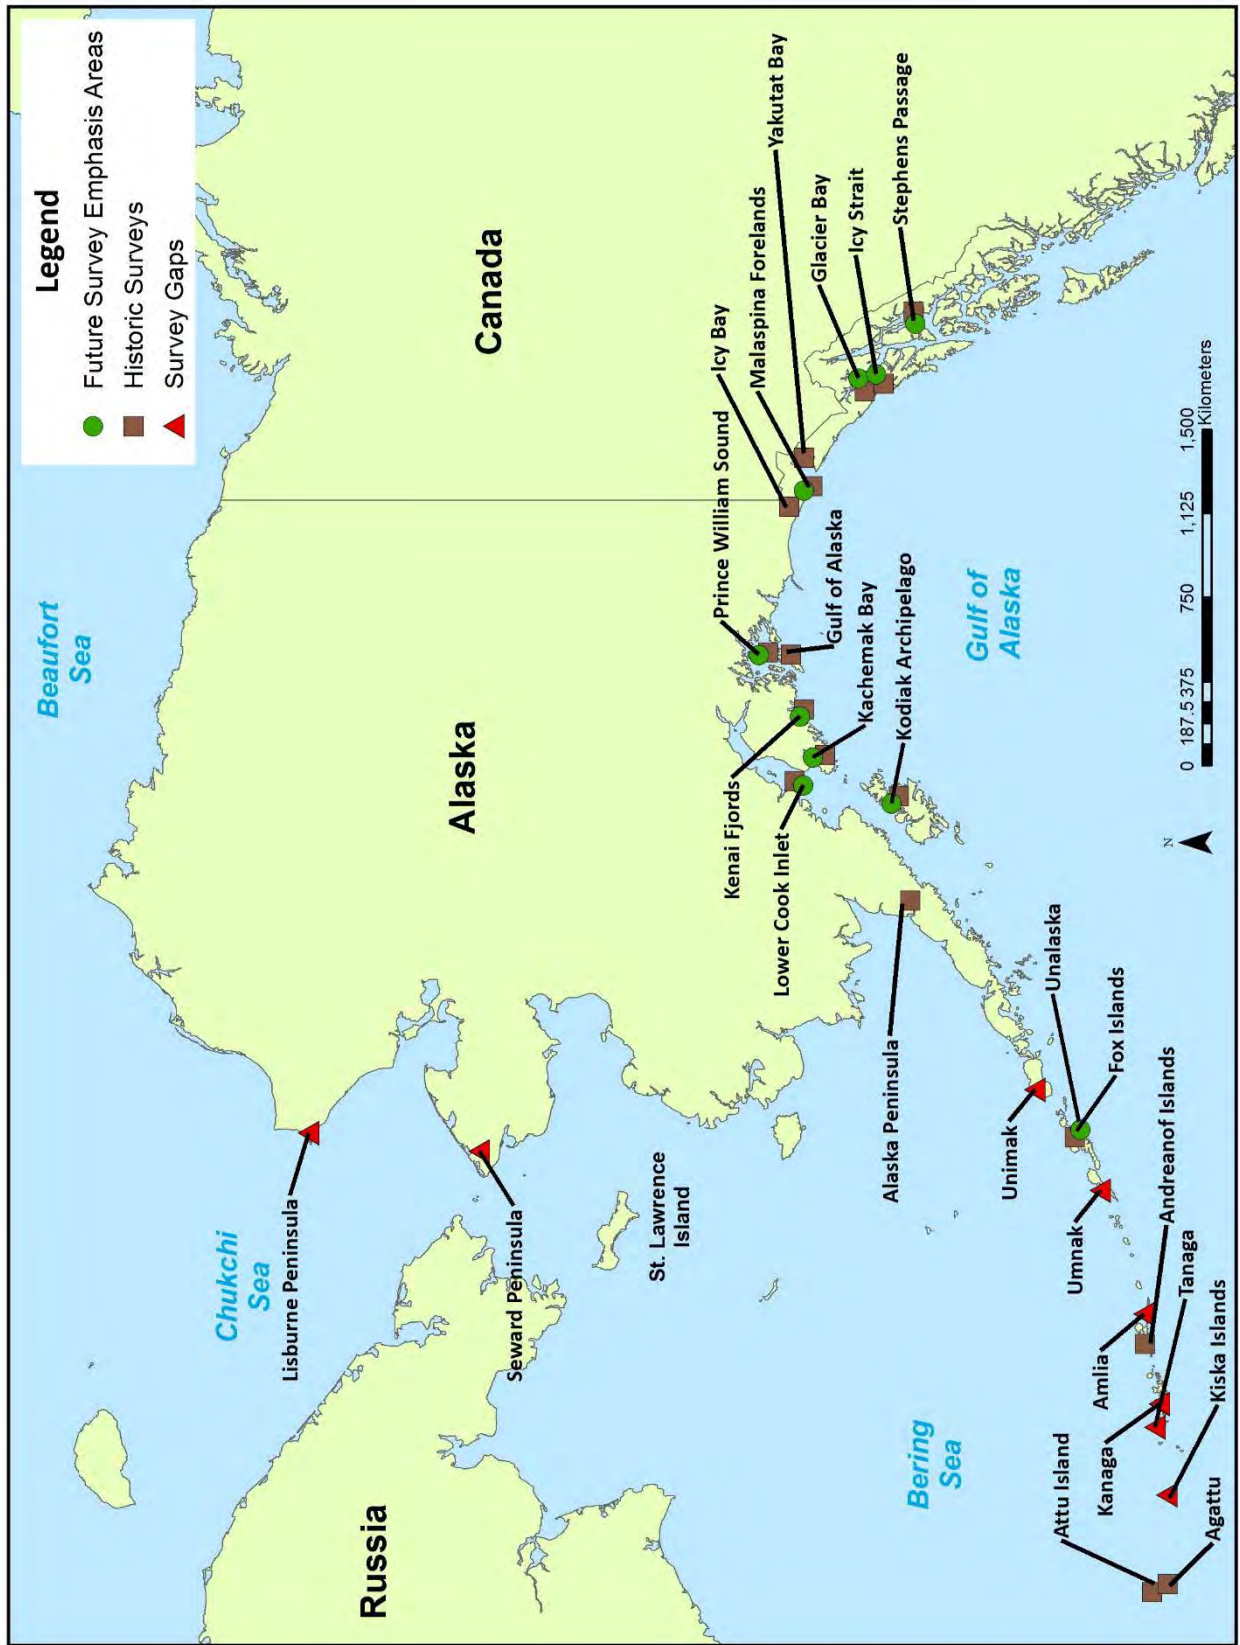 Legend
Future Survey Emphasis Areas
Historic Surveys
Survey Gaps
Beaufort
Sea
Chukchi
Sea
Russia
Alaska
Canada
Lisburne Peninsula
Seward Peninsula
St. Lawrence
Island
Bering
Sea
Prince William Sound
Icy Bay
Malaspina Forelands
Yakutat Bay
Glacier Bay
Icy Strait
Stephens Passage
Kenai Fjords
Lower Cook Inlet
Gulf of Alaska
Kachemak Bay
Kodiak Archipelago
Gulf of
Alaska
Alaska Peninsula
Unimak
Unalaska
Fox Islands
Umnak
Andreanof Islands
Amlia
Tanaga
Kanaga
Kiska Islands
Attu Island
Agattu
N
0 187.5 375 750 1,125 1,500
Kilometers